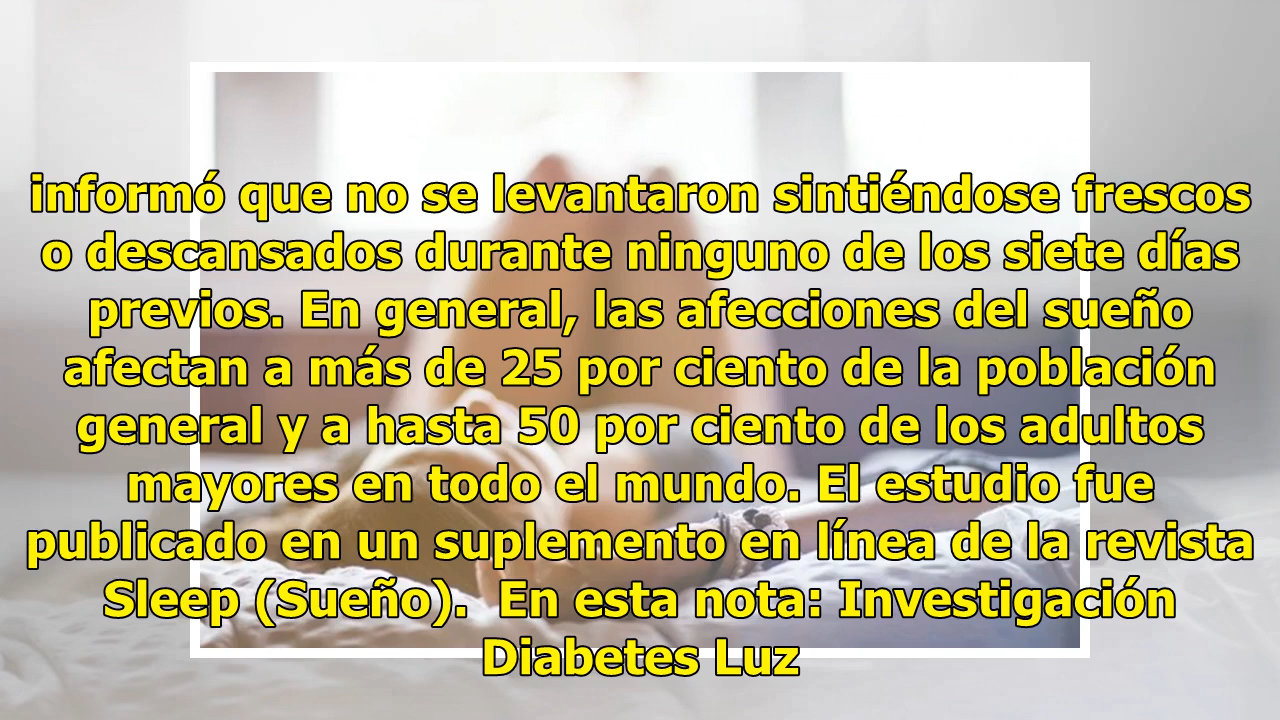 informó que no se levantaron sintiéndose frescos
o descansados durante ninguno de los siete días
previos. En general, las afecciones del sueño
afectan a más de 25 por ciento de la población
general y a hasta 50 por ciento de los adultos
mayores en todo el mundo. El estudio fue
publicado en un suplemento en línea de la revista
Sleep (Sueño).  En esta nota: Investigación
Diabetes Luz